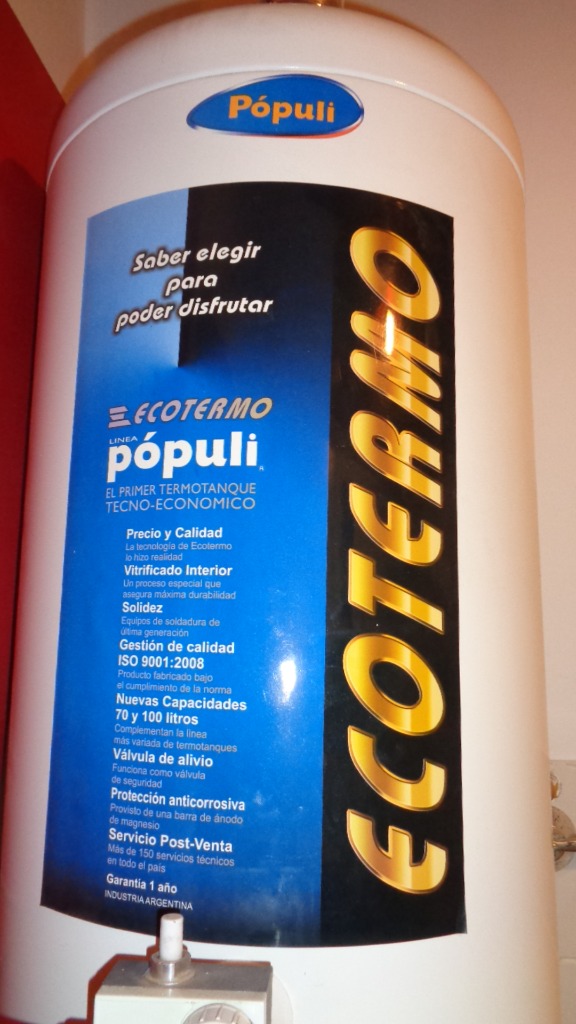 Pópuli
Saber elegir
para
poder disfrutar
ECOTERMO
LINEA
pópuli
EL PRIMER TERMOTANQUE
TECNO-ECONOMICO
Precio y Calidad
La tecnología de Ecotermo
lo hizo realidad
Vitrificado Interior
Un proceso especial que
asegura máxima durabilidad
Solidez
Equipos de soldadura de
última generación
Gestión de calidad
ISO 9001:2008
Producto fabricado bajo
el cumplimiento de la norma
Nuevas Capacidades
70 y 100 litros
Complementan la línea
más variada de termotanques
Válvula de alivio
Funciona como válvula
de seguridad
Protección anticorrosiva
Provisto de una barra de ánodo
de magnesio
Servicio Post-Venta
Más de 150 servicios técnicos
en todo el país
Garantía 1 año
INDUSTRIA ARGENTINA
ECOTERMO